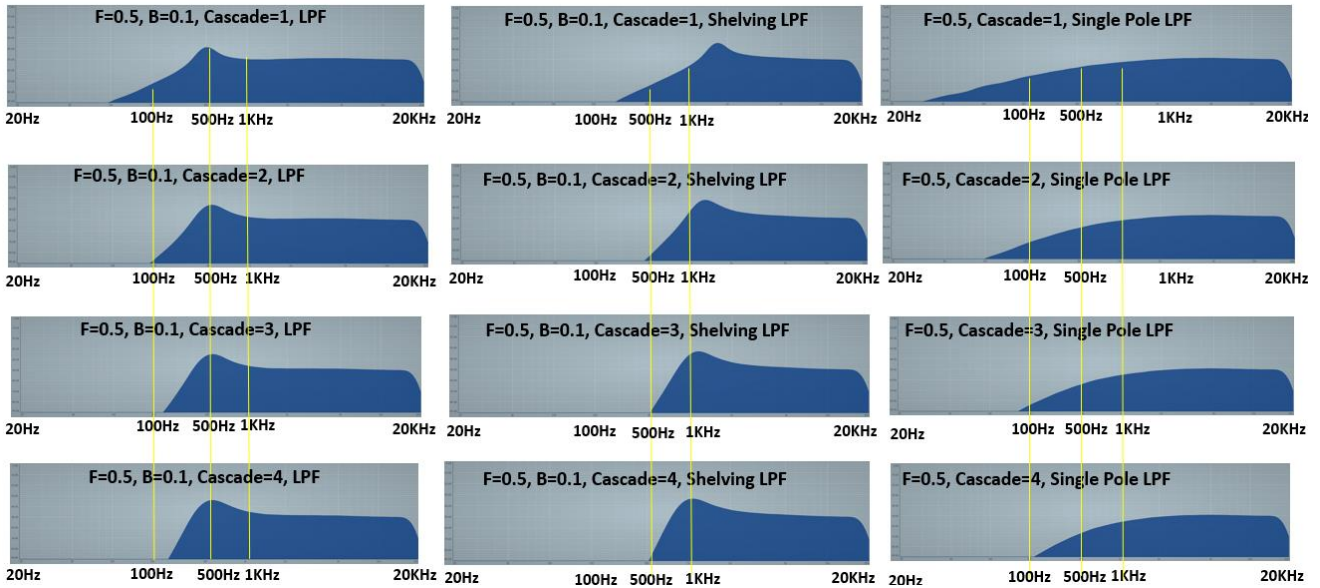 F=0.5, B=0.1, Cascade=1, LPF
F=0.5, B=0.1, Cascade=1, Shelving LPF
F=0.5, Cascade=1, Single Pole LPF
20Hz 100Hz 500Hz 1KHz 20KHz
20Hz 100Hz 500Hz 1KHz 20KHz
20Hz 100Hz 500Hz 1KHz 20KHz
F=0.5, B=0.1, Cascade=2, LPF
F=0.5, B=0.1, Cascade=2, Shelving LPF
F=0.5, Cascade=2, Single Pole LPF
20Hz 100Hz 500Hz 1KHz 20KHz
20Hz 100Hz 500Hz 1KHz 20KHz
20Hz 100Hz 500Hz 1KHz 20KHz
F=0.5, B=0.1, Cascade=3, LPF
F=0.5, B=0.1, Cascade=3, Shelving LPF
F=0.5, Cascade=3, Single Pole LPF
20Hz 100Hz 500Hz 1KHz 20KHz
20Hz 100Hz 500Hz 1KHz 20KHz
20Hz 100Hz 500Hz 1KHz 20KHz
F=0.5, B=0.1, Cascade=4, LPF
F=0.5, B=0.1, Cascade=4, Shelving LPF
F=0.5, Cascade=4, Single Pole LPF
20Hz 100Hz 500Hz 1KHz 20KHz
20Hz 100Hz 500Hz 1KHz 20KHz
20Hz 100Hz 500Hz 1KHz 20KHz